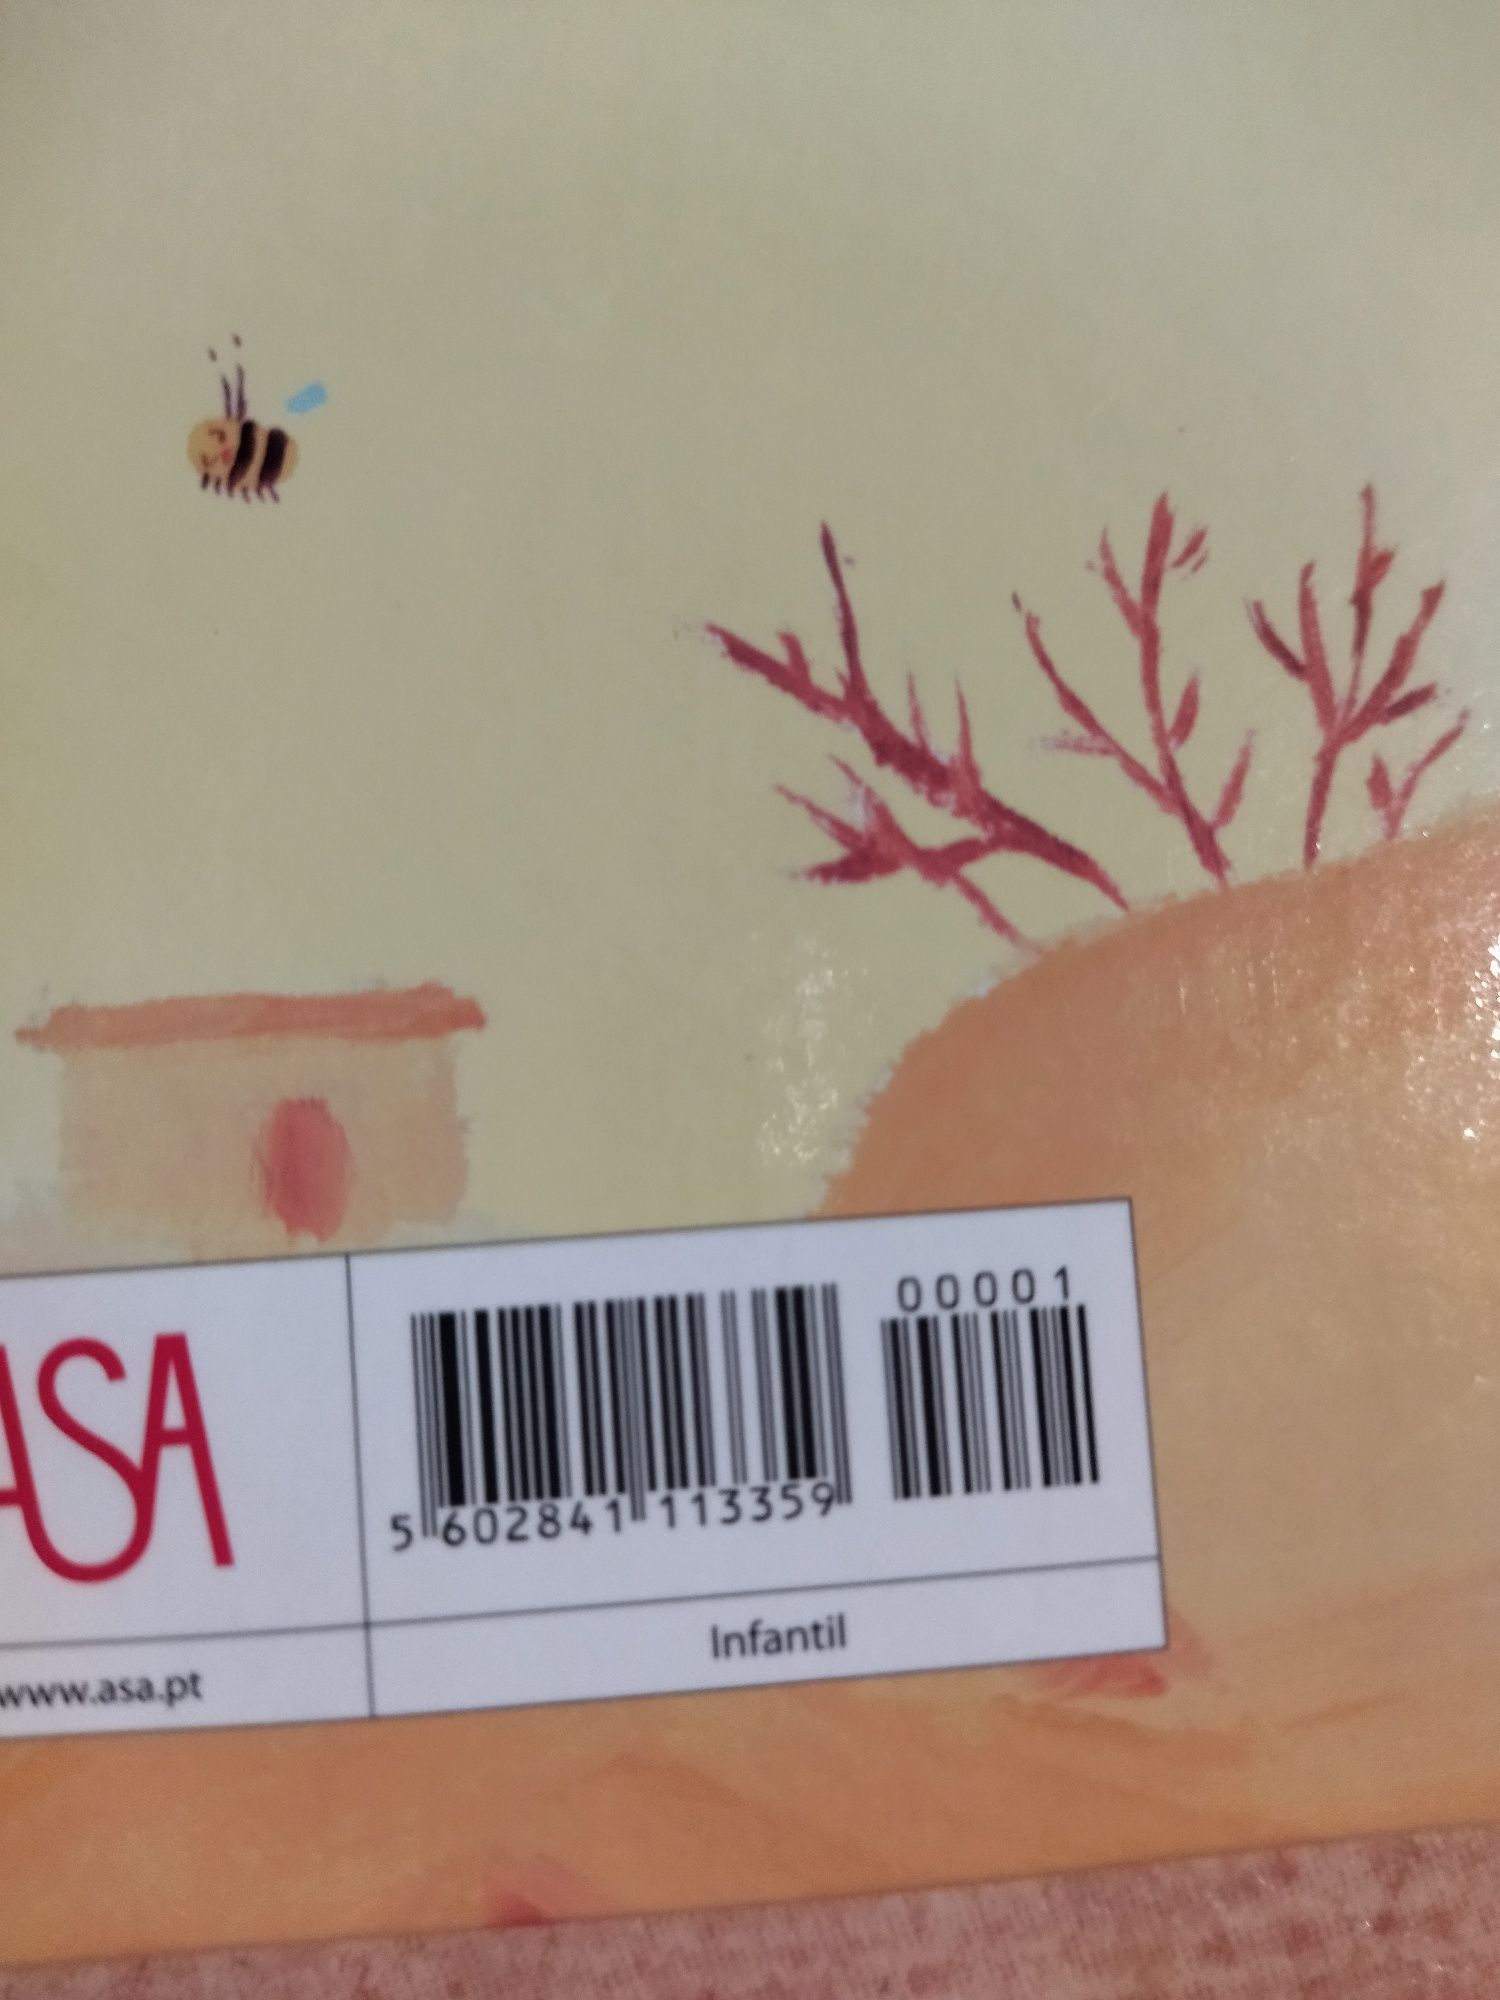 00001
ASA
5 602841 113359
Infantil
www.asa.pt